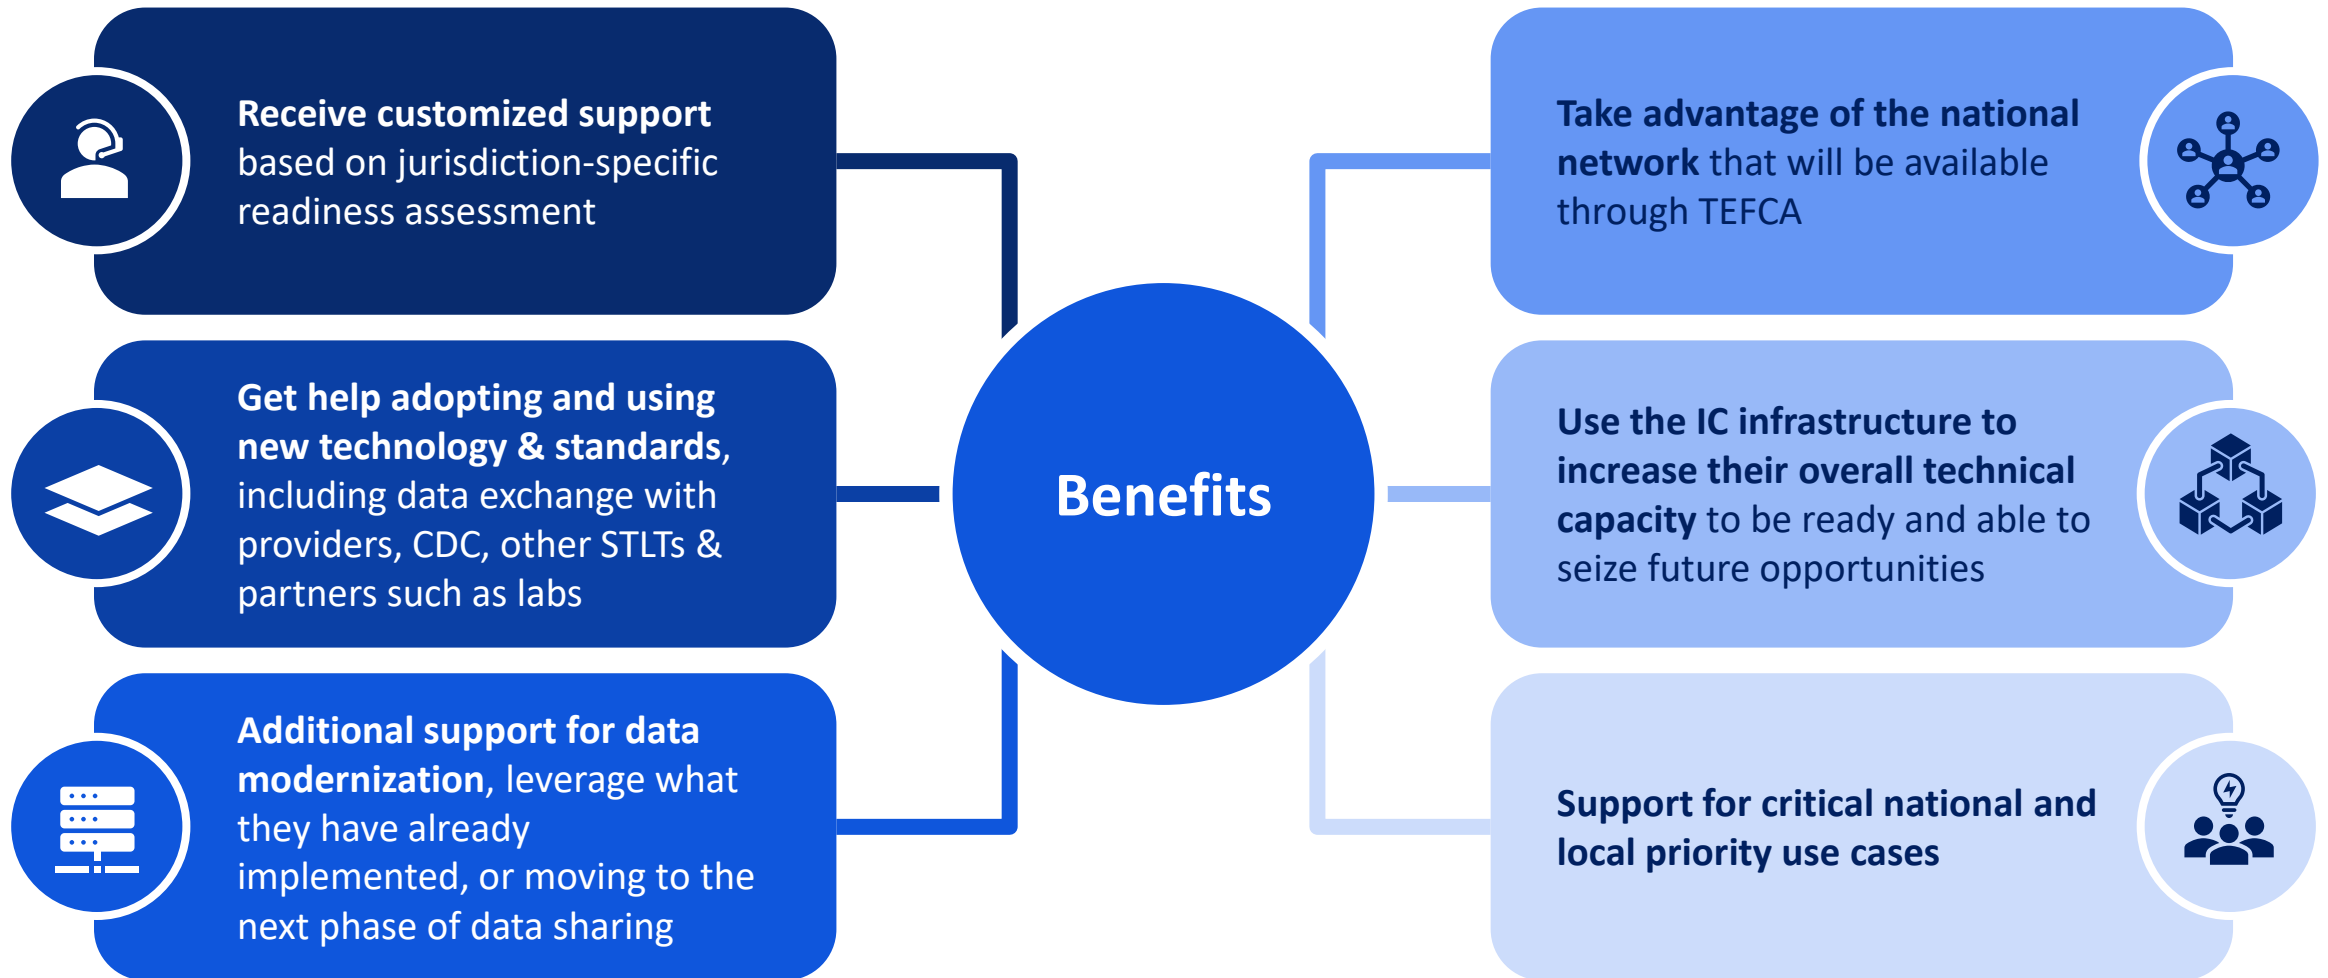 Receive customized support
based on jurisdiction-specific
readiness assessment
Get help adopting and using
new technology & standards,
including data exchange with
providers, CDC, other STLTs &
partners such as labs
Additional support for data
modernization, leverage what
they have already
implemented, or moving to the
next phase of data sharing
Benefits
Take advantage of the national
network that will be available
through TEFCA
Use the IC infrastructure to
increase their overall technical
capacity to be ready and able to
seize future opportunities
Support for critical national and
local priority use cases